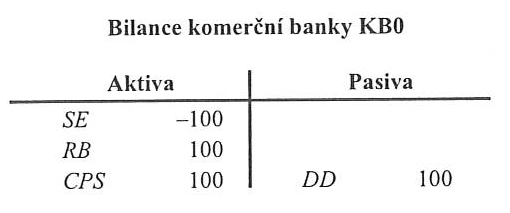 Bilance komerční banky KB0
Aktiva Pasiva
SE –100
RB 100
CPS 100 DD 100